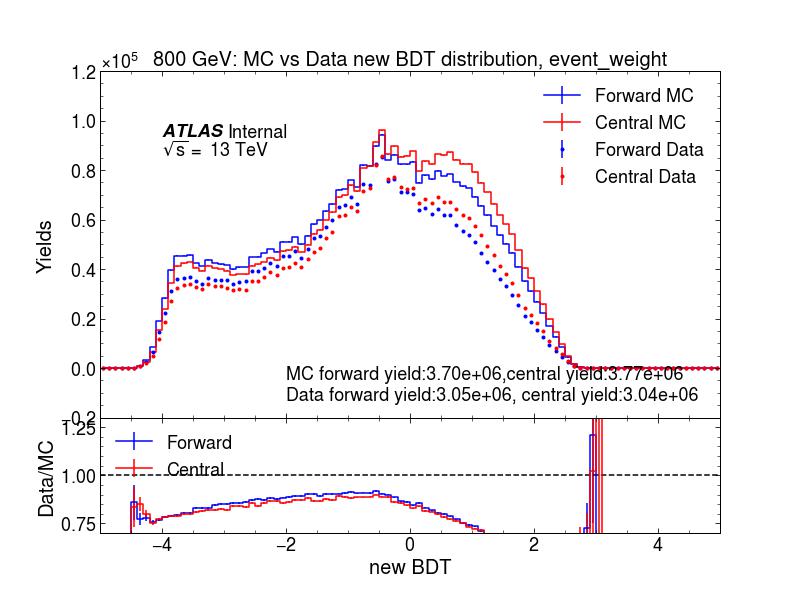 ×10⁵ 800 GeV: MC vs Data new BDT distribution, event_weight
1.2
1.0
0.8
0.6
0.4
0.2
0.0
0.2
Yields
ATLAS Internal
√s = 13 TeV
Forward MC
Central MC
Forward Data
Central Data
MC forward yield:3.70e+06,central yield:3.77e+06
Data forward yield:3.05e+06, central yield:3.04e+06
1.25
1.00
0.75
Data/MC
Forward
Central
−4 −2 0 2 4
new BDT